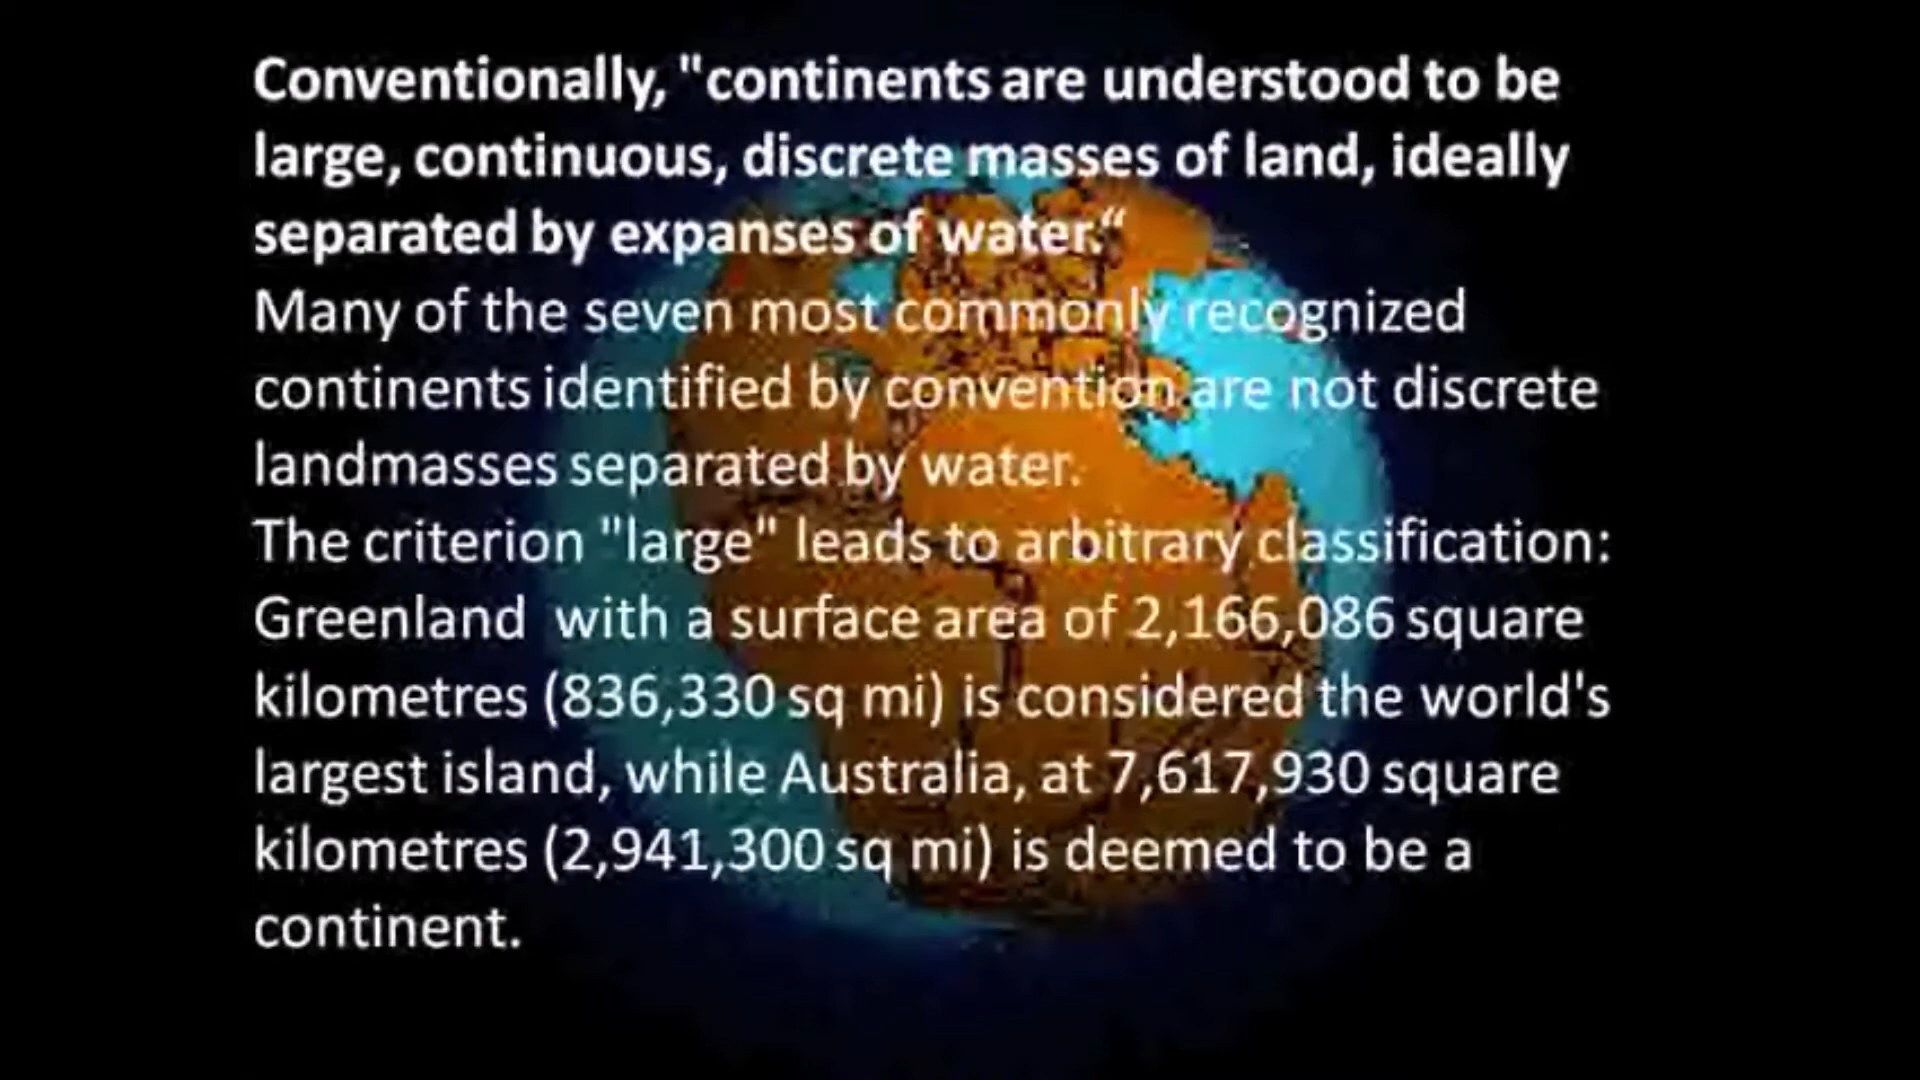 Conventionally, "continents are understood to be
large, continuous, discrete masses of land, ideally
separated by expanses of water.“
Many of the seven most commonly recognized
continents identified by convention are not discrete
landmasses separated by water.
The criterion "large" leads to arbitrary classification:
Greenland with a surface area of 2,166,086 square
kilometres (836,330 sq mi) is considered the world's
largest island, while Australia, at 7,617,930 square
kilometres (2,941,300 sq mi) is deemed to be a
continent.